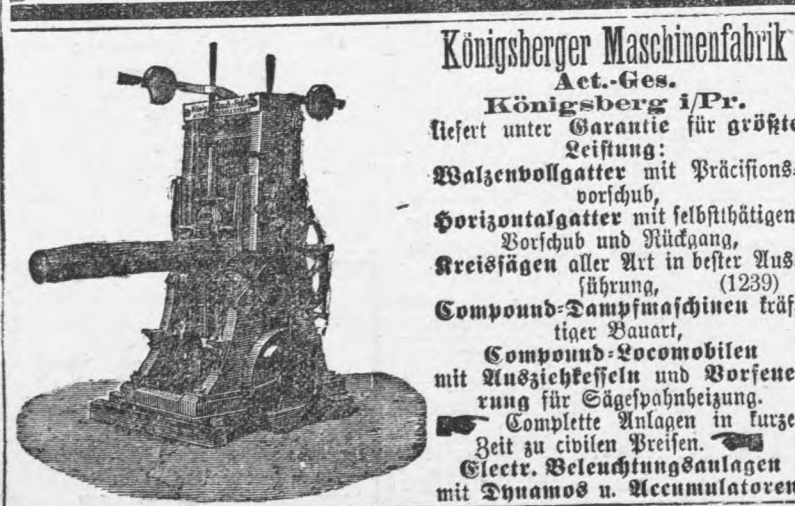 Königsberger Maschinenfabrik
Act.-Ges.
Königsberg i/Pr.
liefert unter Garantie für größte
Leistung:
Walzenvollgatter mit Präcisions-
vorschub,
Horizontalgatter mit selbstthätigem
Vorschub und Rückgang,
Kreissägen aller Art in bester Aus-
führung, (1239)
Compound-Dampfmaschinen kräf-
tiger Bauart,
Compound-Locomobilen
mit Ausziehkesseln und Vorfeue-
rung für Sägespahnheizung.
Complette Anlagen in kurzer
Zeit zu civilen Preisen.
Electr. Beleuchtungsanlagen
mit Dynamos u. Accumulatoren